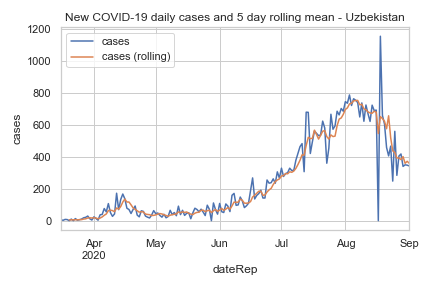 New COVID-19 daily cases and 5 day rolling mean - Uzbekistan
cases
cases (rolling)
1200
1000
800
600
400
200
0
cases
Apr
2020
May
Jun
Jul
Aug
Sep
dateRep